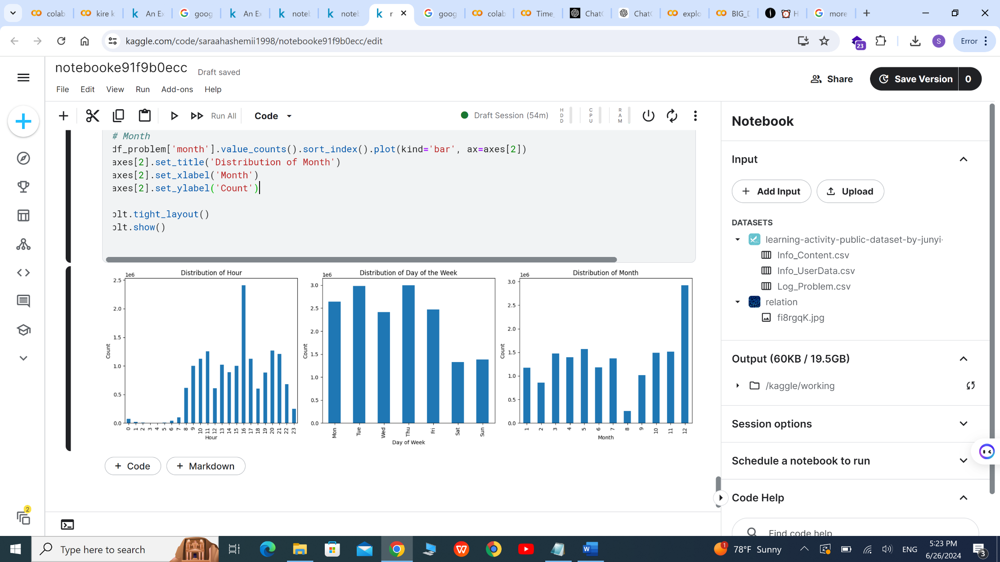 colab
kire k
An Ex
goog
An Ex
noteb
noteb
r
goog
colab
Time_
ChatG
ChatG
explo
BIG_D
H
more
kaggle.com/code/saraahashemii1998/notebooke91f9b0ecc/edit
23
S
Error
notebooke91f9b0ecc
Draft saved
File Edit View Run Add-ons Help
Share
Save Version 0
Run All
Code
Draft Session (54m)
HDD
CPU
RAM
# Month
df_problem['month'].value_counts().sort_index().plot(kind='bar', ax=axes[2])
axes[2].set_title('Distribution of Month')
axes[2].set_xlabel('Month')
axes[2].set_ylabel('Count')
plt.tight_layout()
plt.show()
Distribution of Hour
1e6
2.5
2.0
1.5
1.0
0.5
0.0
Count
0 1 2 3 4 5 6 7 8 9 10 11 12 13 14 15 16 17 18 19 20 21 22 23
Hour
Distribution of Day of the Week
1e6
3.0
2.5
2.0
1.5
1.0
0.5
0.0
Count
Mon Tue Wed Thu Fri Sat Sun
Day of Week
Distribution of Month
1e6
3.0
2.5
2.0
1.5
1.0
0.5
0.0
Count
1 2 3 4 5 6 7 8 9 10 11 12
Month
+ Code
+ Markdown
Notebook
Input
+ Add Input
Upload
DATASETS
learning-activity-public-dataset-by-junyi-
Info_Content.csv
Info_UserData.csv
Log_Problem.csv
relation
fi8rgqK.jpg
Output (60KB / 19.5GB)
/kaggle/working
Session options
Schedule a notebook to run
Code Help
Find code help
2
Type here to search
1
78°F Sunny
ENG
5:23 PM
6/26/2024
3